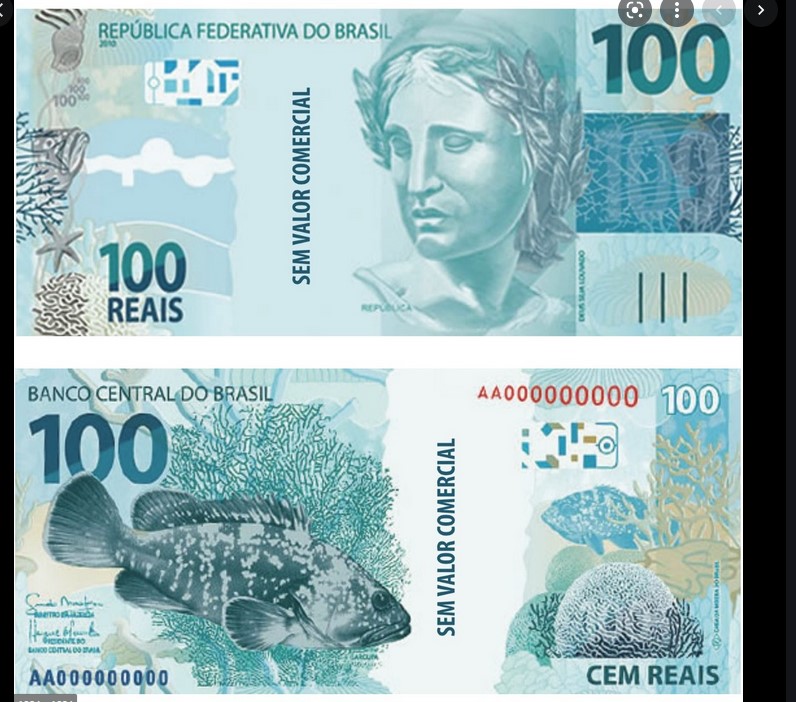 REPÚBLICA FEDERATIVA DO BRASIL
2010
100
100
100
100
100
REAIS
SEM VALOR COMERCIAL
REPÚBLICA
100
DEUS SEJA LOUVADO
BANCO CENTRAL DO BRASIL
100
MINISTRO DA FAZENDA
PRESIDENTE DO
BANCO CENTRAL DO BRASIL
AA000000000
GAROUPA
SEM VALOR COMERCIAL
AA000000000
100
CASA DA MOEDA DO BRASIL
CEM REAIS